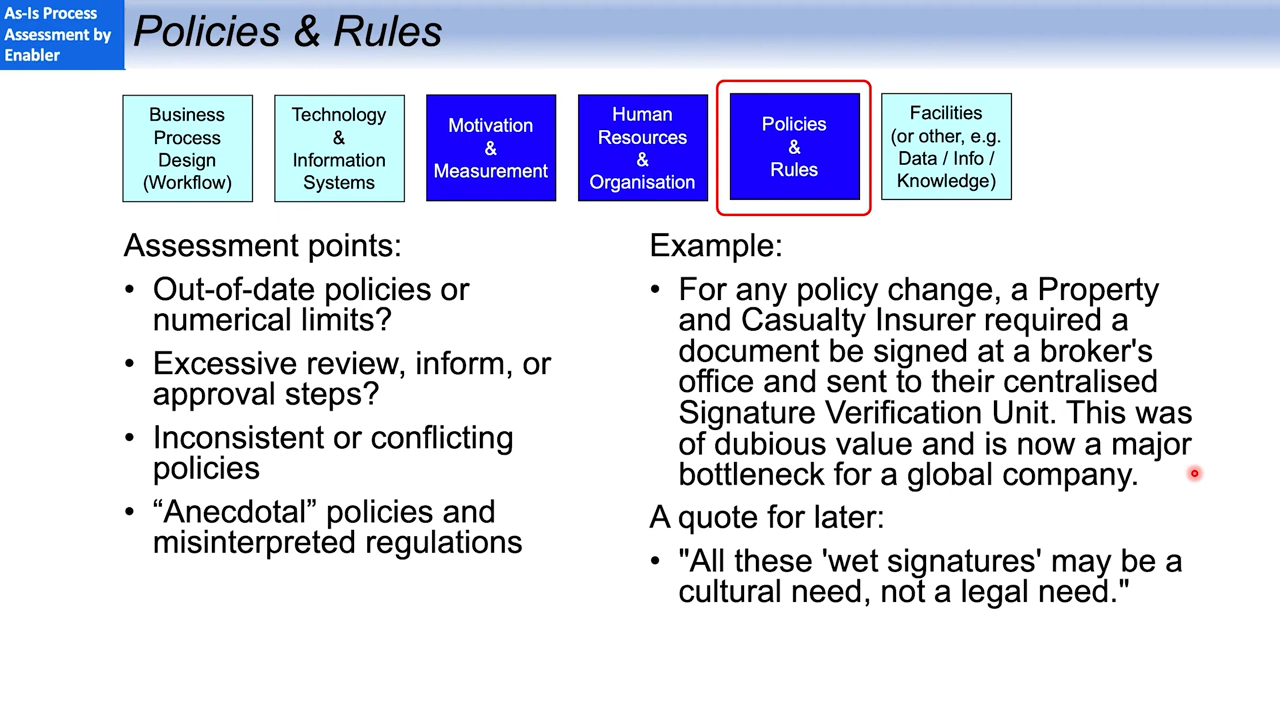 As-Is Process
Assessment by
Enabler
Policies & Rules
Business
Process
Design
(Workflow)
Technology
&
Information
Systems
Motivation
&
Measurement
Human
Resources
&
Organisation
Policies
&
Rules
Facilities
(or other, e.g.
Data / Info /
Knowledge)
Assessment points:
• Out-of-date policies or
numerical limits?
• Excessive review, inform, or
approval steps?
• Inconsistent or conflicting
policies
• “Anecdotal” policies and
misinterpreted regulations
Example:
• For any policy change, a Property
and Casualty Insurer required a
document be signed at a broker's
office and sent to their centralised
Signature Verification Unit. This was
of dubious value and is now a major
bottleneck for a global company.
A quote for later:
• "All these 'wet signatures' may be a
cultural need, not a legal need."